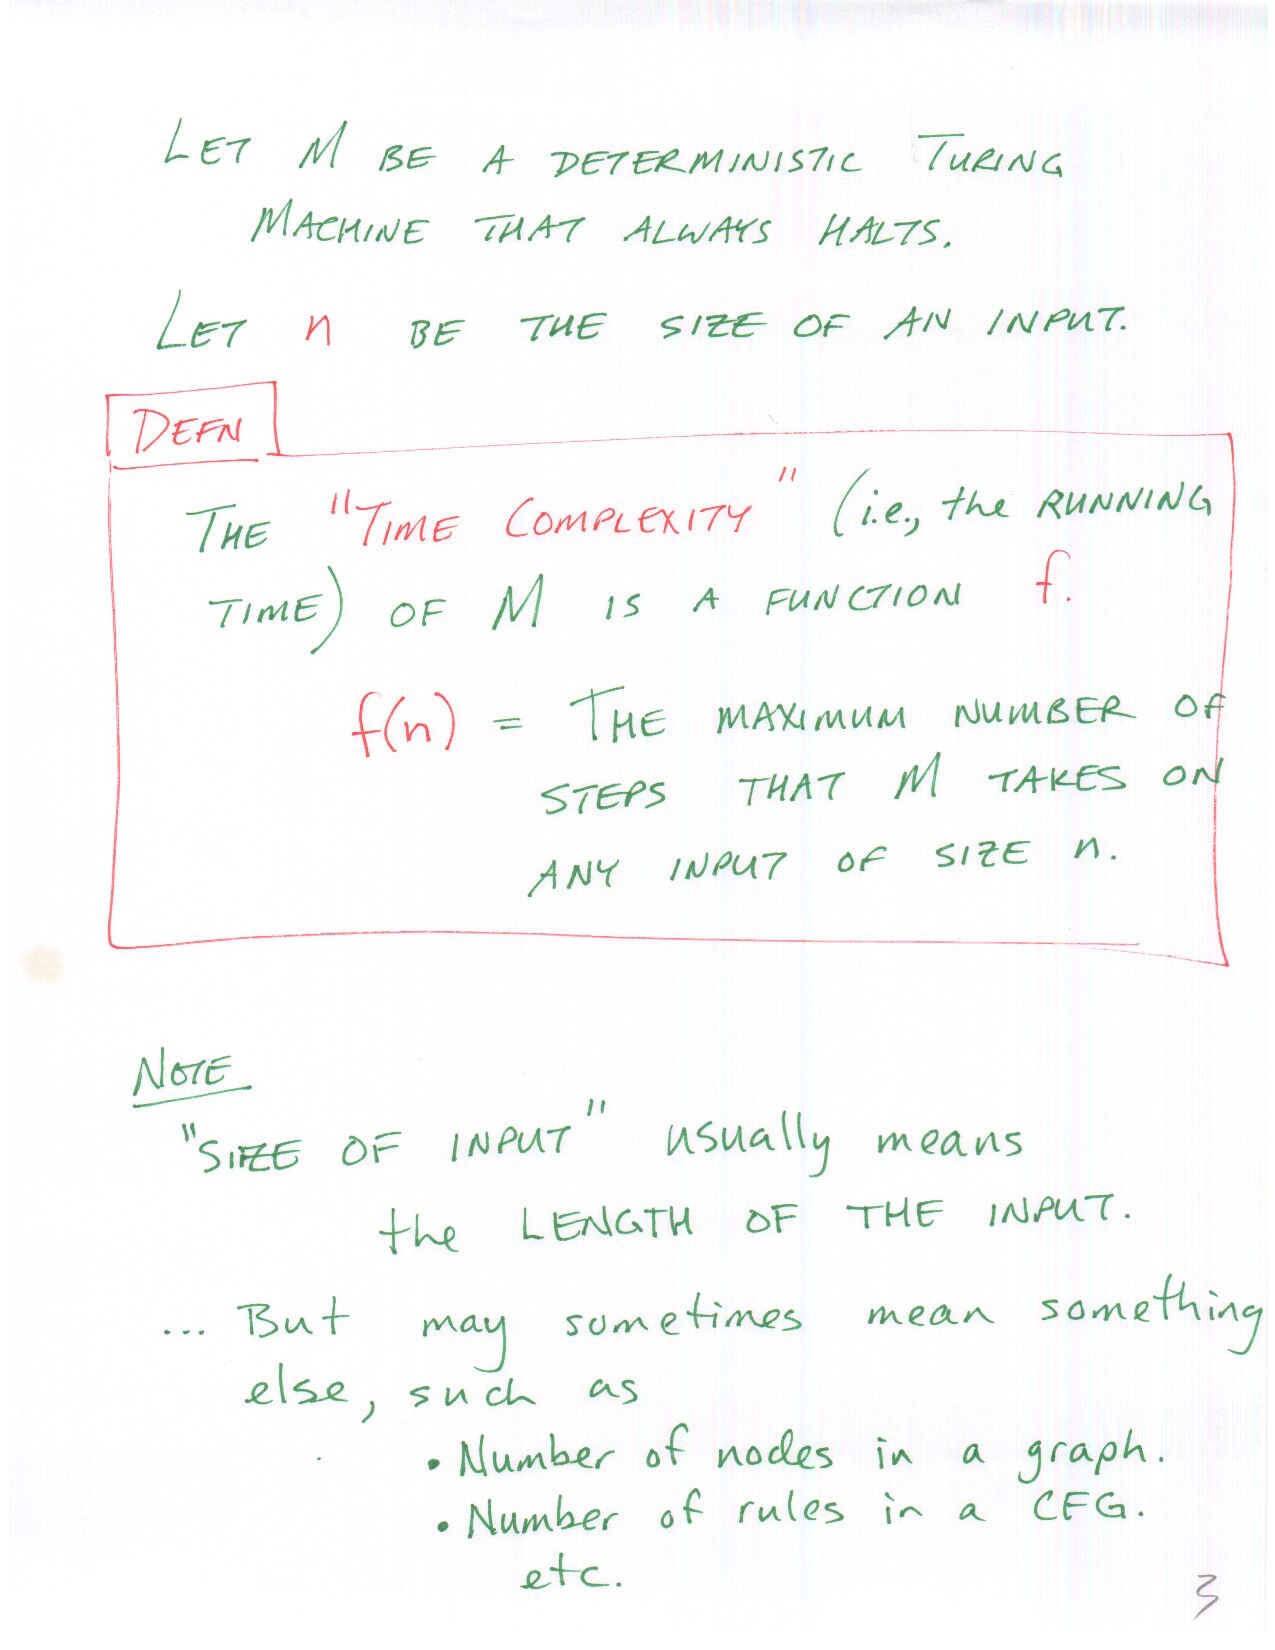 LET M BE A DETERMINISTIC TURING
MACHINE THAT ALWAYS HALTS.
LET n BE THE SIZE OF AN INPUT.
DEFN
THE "TIME COMPLEXITY" (i.e., the RUNNING
TIME) OF M IS A FUNCTION f.
f(n) = THE MAXIMUM NUMBER OF
STEPS THAT M TAKES ON
ANY INPUT OF SIZE n.
NOTE
"SIZE OF INPUT" usually means
the LENGTH OF THE INPUT.
... But may sometimes mean something
else, such as
• Number of nodes in a graph.
• Number of rules in a CFG.
etc.
3